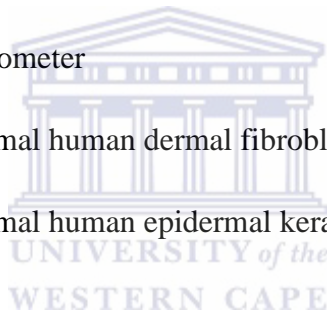 ometer
mal human dermal fibrobl
mal human epidermal kera
UNIVERSITY of the
WESTERN CAPE